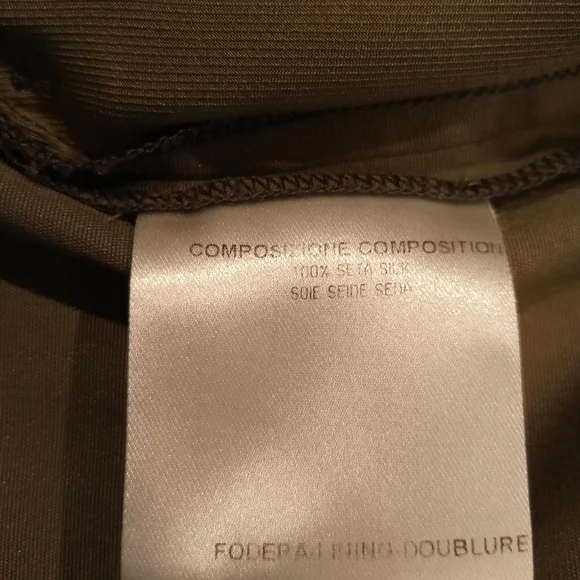 COMPOSIZIONE COMPOSITION
100% SETA SILK
SOIE SEIDE SEDA
FODERA-LINING-DOUBLURE